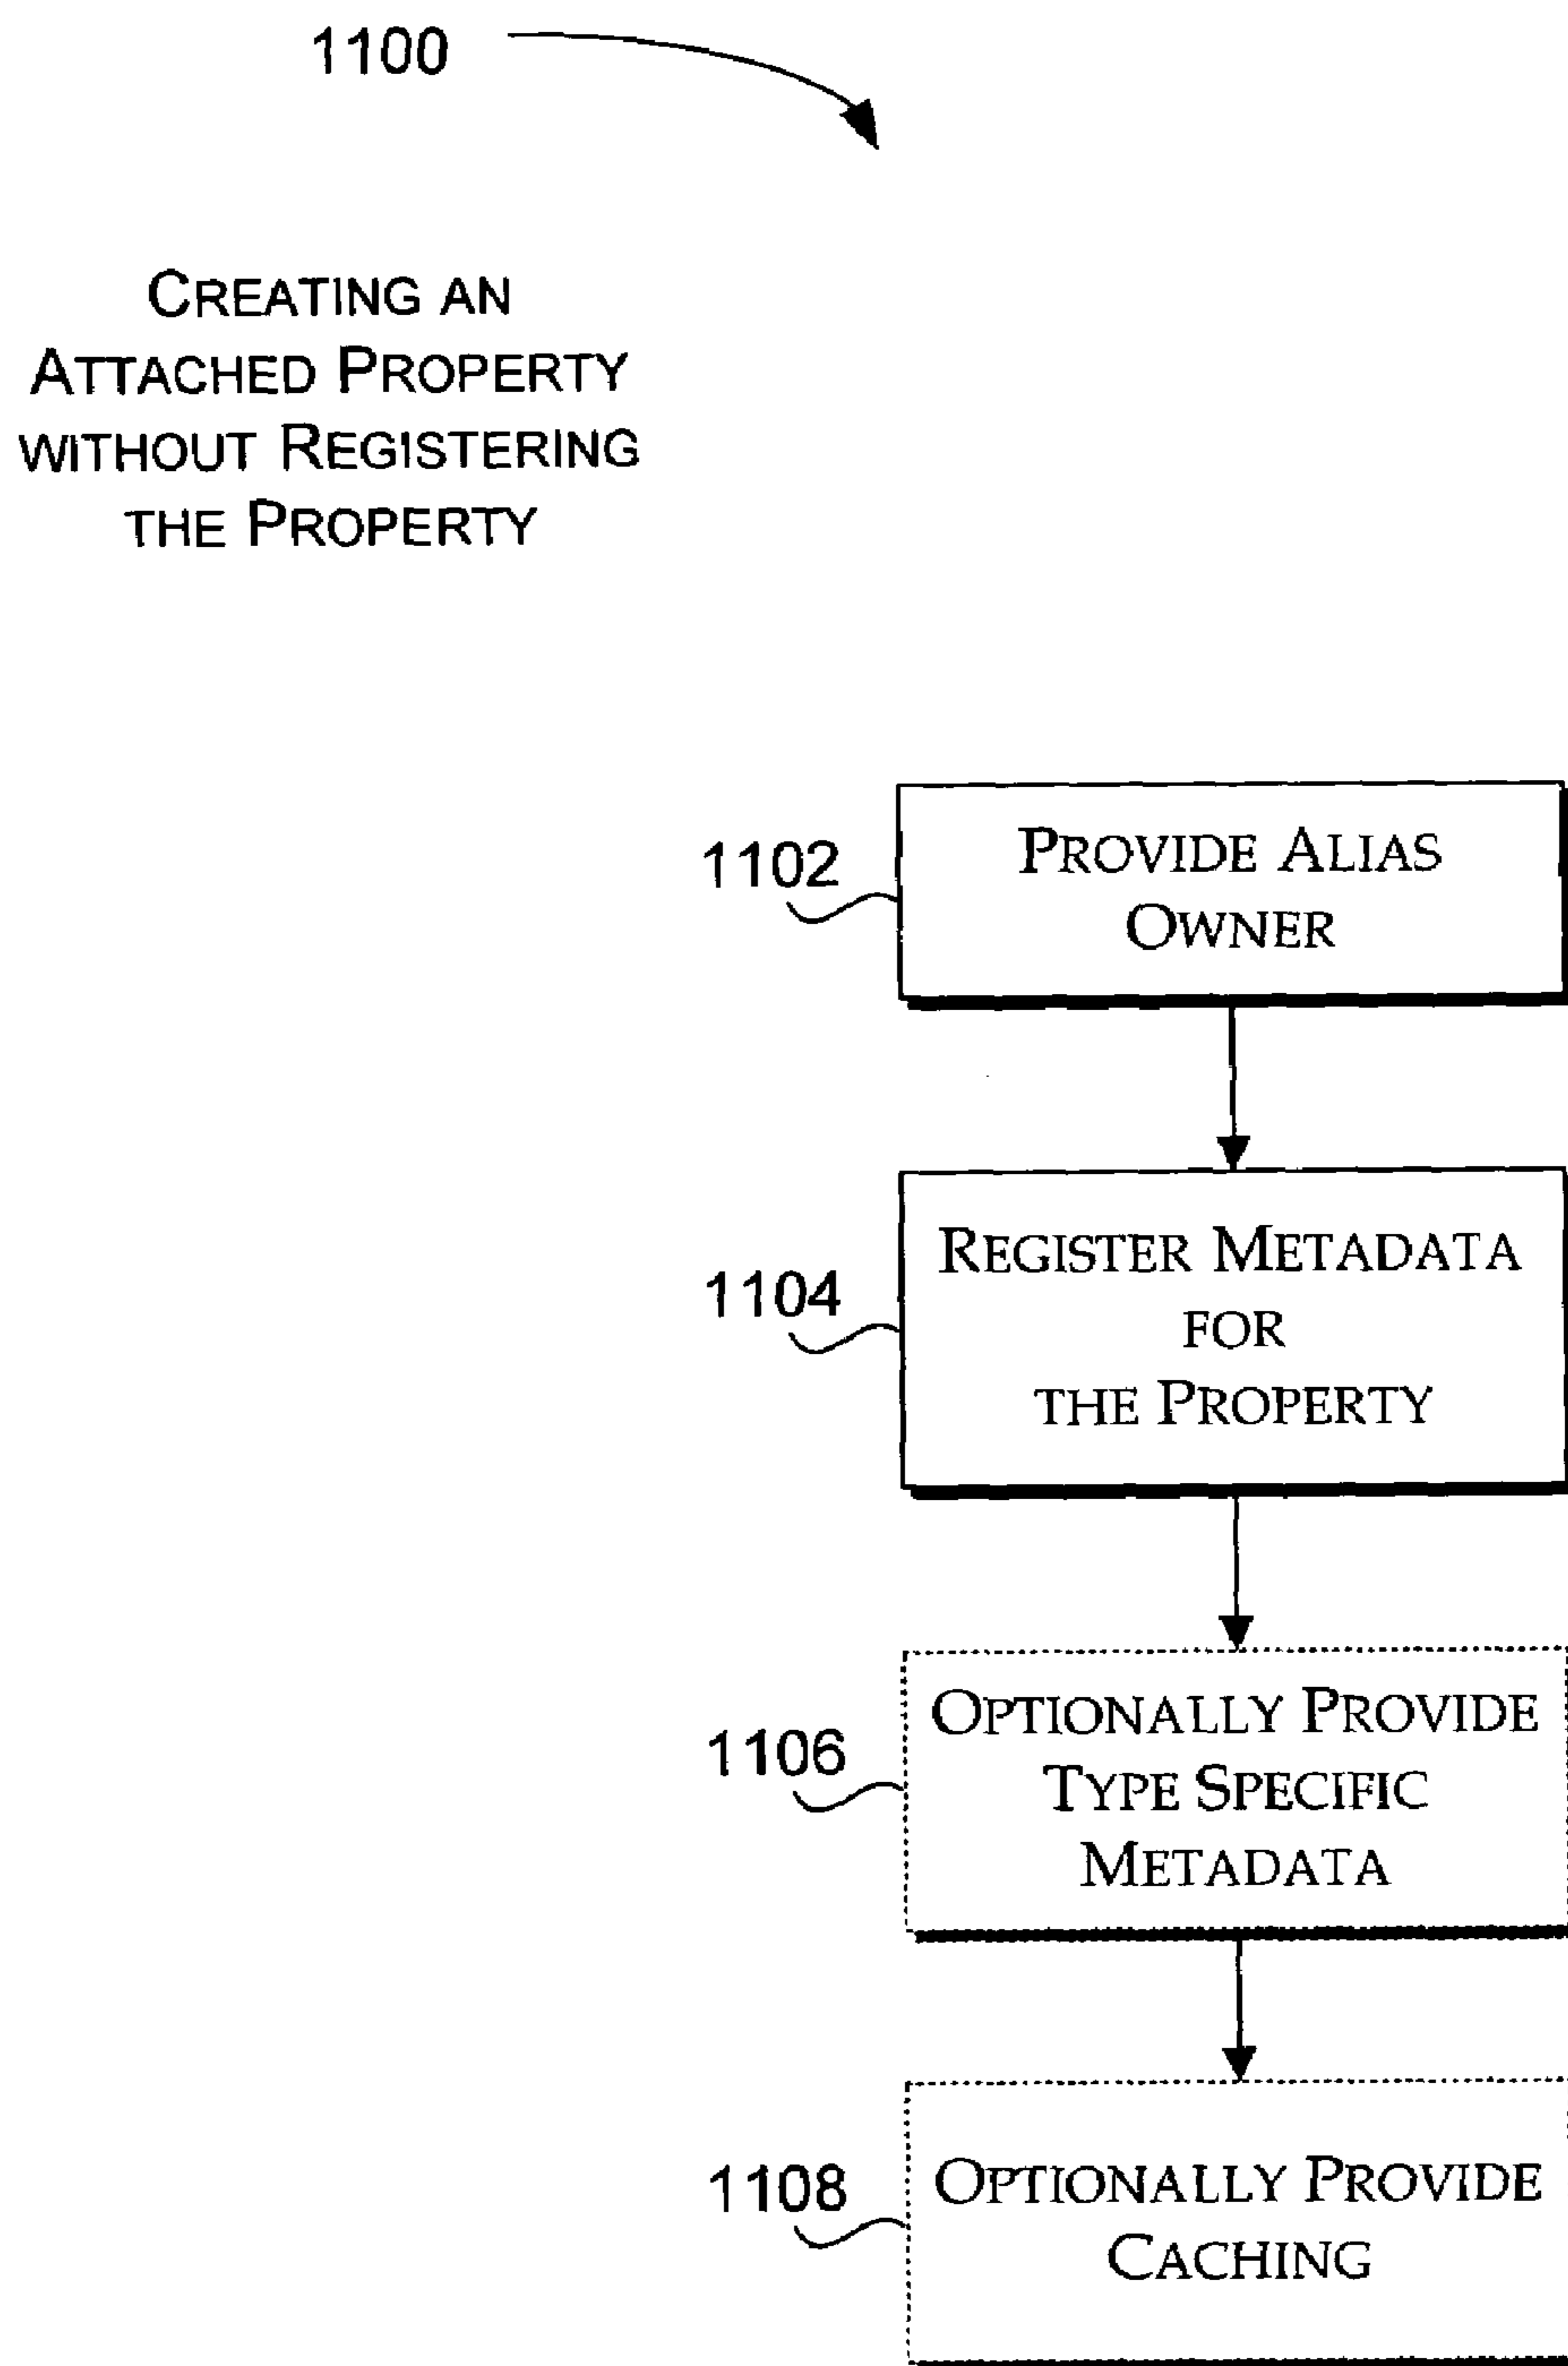 1100
CREATING AN
ATTACHED PROPERTY
WITHOUT REGISTERING
THE PROPERTY
1102
PROVIDE ALIAS
OWNER
1104
REGISTER METADATA
FOR
THE PROPERTY
1106
OPTIONALLY PROVIDE
TYPE SPECIFIC
METADATA
1108
OPTIONALLY PROVIDE
CACHING